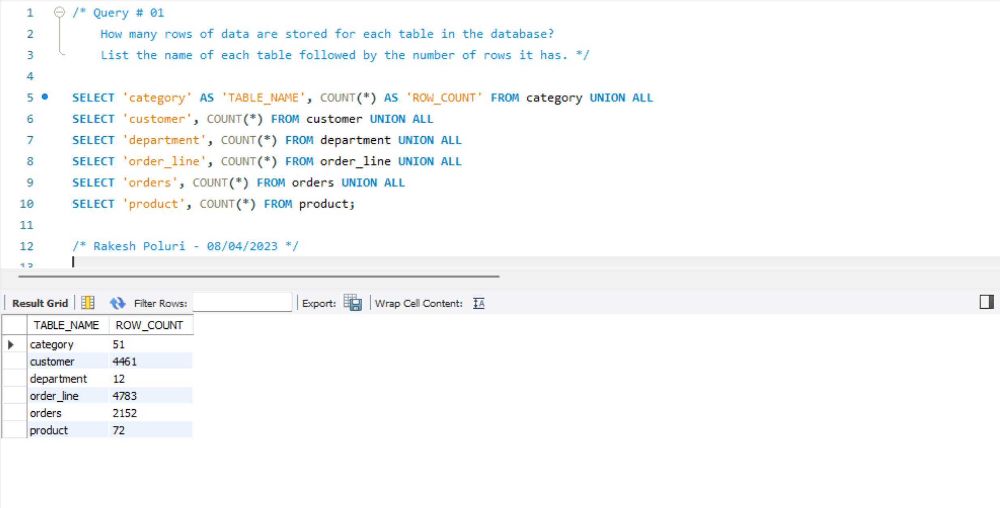 1 /* Query # 01
2 How many rows of data are stored for each table in the database?
3 List the name of each table followed by the number of rows it has. */
4
5 SELECT 'category' AS 'TABLE_NAME', COUNT(*) AS 'ROW_COUNT' FROM category UNION ALL
6 SELECT 'customer', COUNT(*) FROM customer UNION ALL
7 SELECT 'department', COUNT(*) FROM department UNION ALL
8 SELECT 'order_line', COUNT(*) FROM order_line UNION ALL
9 SELECT 'orders', COUNT(*) FROM orders UNION ALL
10 SELECT 'product', COUNT(*) FROM product;
11
12 /* Rakesh Poluri - 08/04/2023 */
13
Result Grid Filter Rows: Export: Wrap Cell Content: A
TABLE_NAME ROW_COUNT
category 51
customer 4461
department 12
order_line 4783
orders 2152
product 72